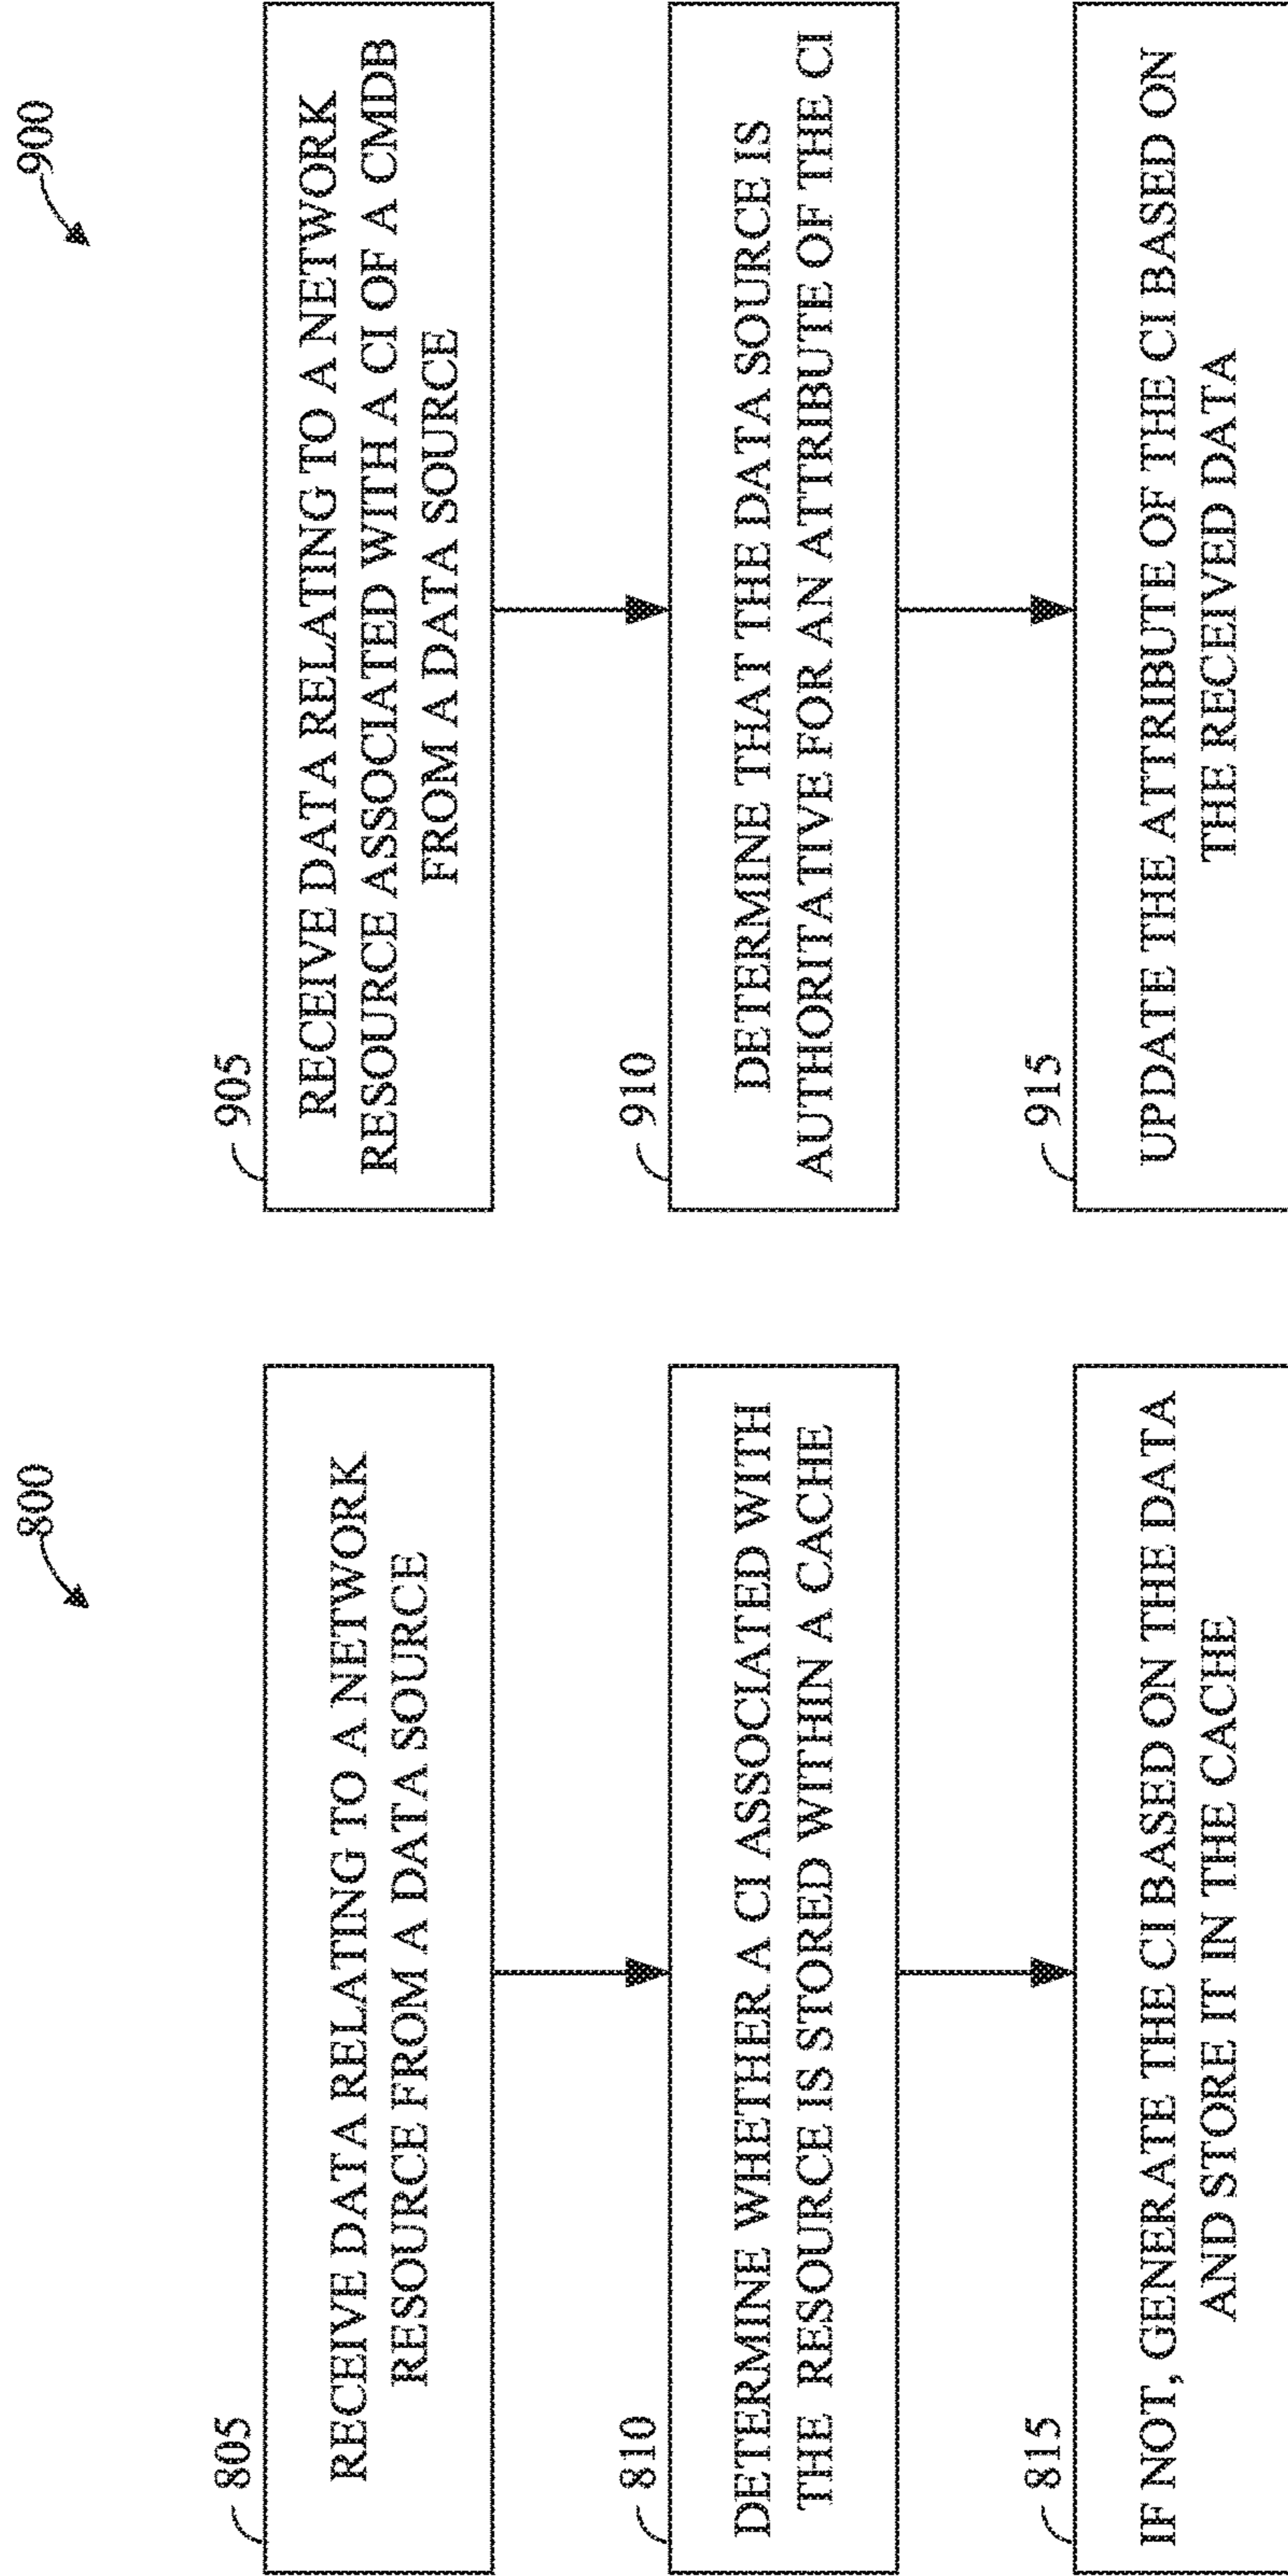 800
805
RECEIVE DATA RELATING TO A NETWORK
RESOURCE FROM A DATA SOURCE
810
DETERMINE WHETHER A CI ASSOCIATED WITH
THE RESOURCE IS STORED WITHIN A CACHE
815
IF NOT, GENERATE THE CI BASED ON THE DATA
AND STORE IT IN THE CACHE
900
905
RECEIVE DATA RELATING TO A NETWORK
RESOURCE ASSOCIATED WITH A CI OF A CMDB
FROM A DATA SOURCE
910
DETERMINE THAT THE DATA SOURCE IS
AUTHORITATIVE FOR AN ATTRIBUTE OF THE CI
915
UPDATE THE ATTRIBUTE OF THE CI BASED ON
THE RECEIVED DATA